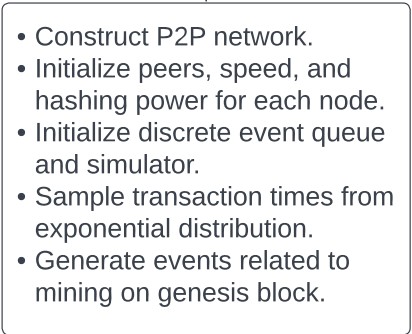 • Construct P2P network.
• Initialize peers, speed, and
hashing power for each node.
• Initialize discrete event queue
and simulator.
• Sample transaction times from
exponential distribution.
• Generate events related to
mining on genesis block.